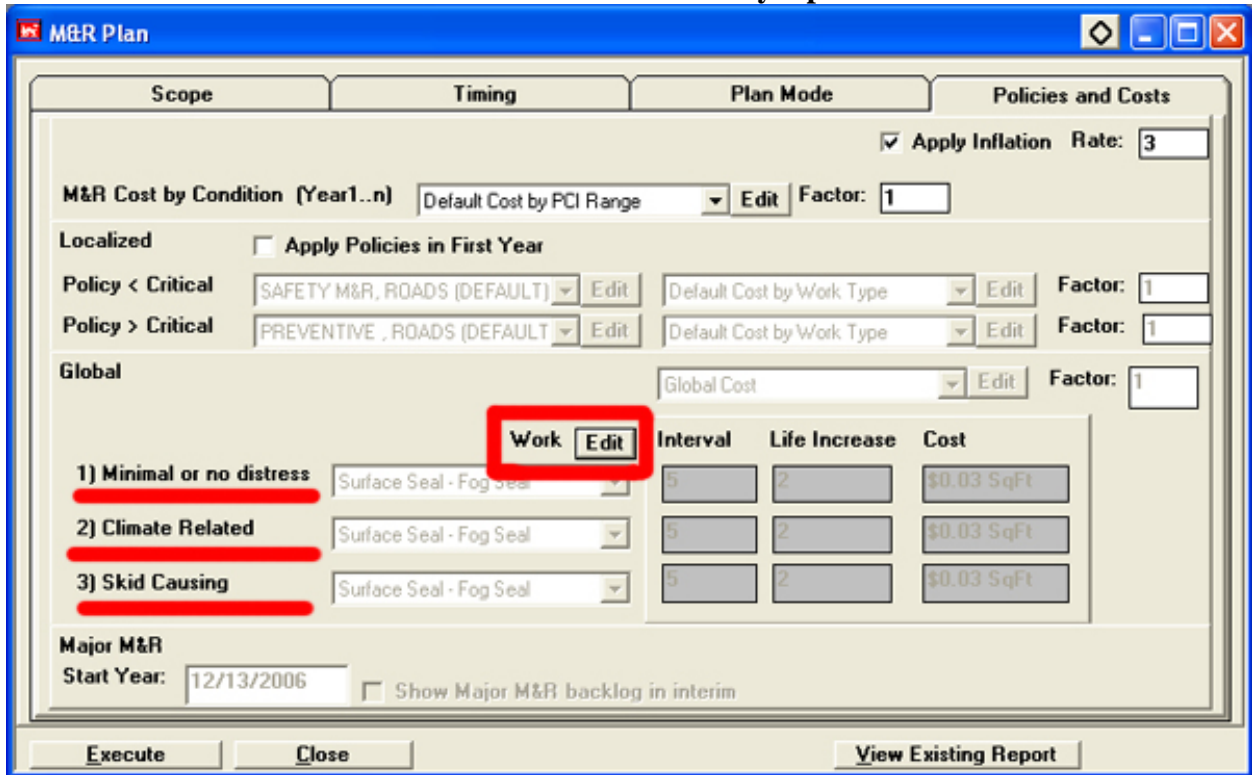 M&R Plan
Scope Timing Plan Mode Policies and Costs
Apply Inflation Rate: 3
M&R Cost by Condition (Year1..n) Default Cost by PCI Range Edit Factor: 1
Localized Apply Policies in First Year
Policy < Critical SAFETY M&R, ROADS (DEFAULT) Edit Default Cost by Work Type Edit Factor: 1
Policy > Critical PREVENTIVE , ROADS (DEFAULT Edit Default Cost by Work Type Edit Factor: 1
Global Global Cost Edit Factor: 1
Work Edit Interval Life Increase Cost
1) Minimal or no distress Surface Seal - Fog Seal 5 2 $0.03 SqFt
2) Climate Related Surface Seal - Fog Seal 5 2 $0.03 SqFt
3) Skid Causing Surface Seal - Fog Seal 5 2 $0.03 SqFt
Major M&R
Start Year: 12/13/2006 Show Major M&R backlog in interim
Execute Close View Existing Report